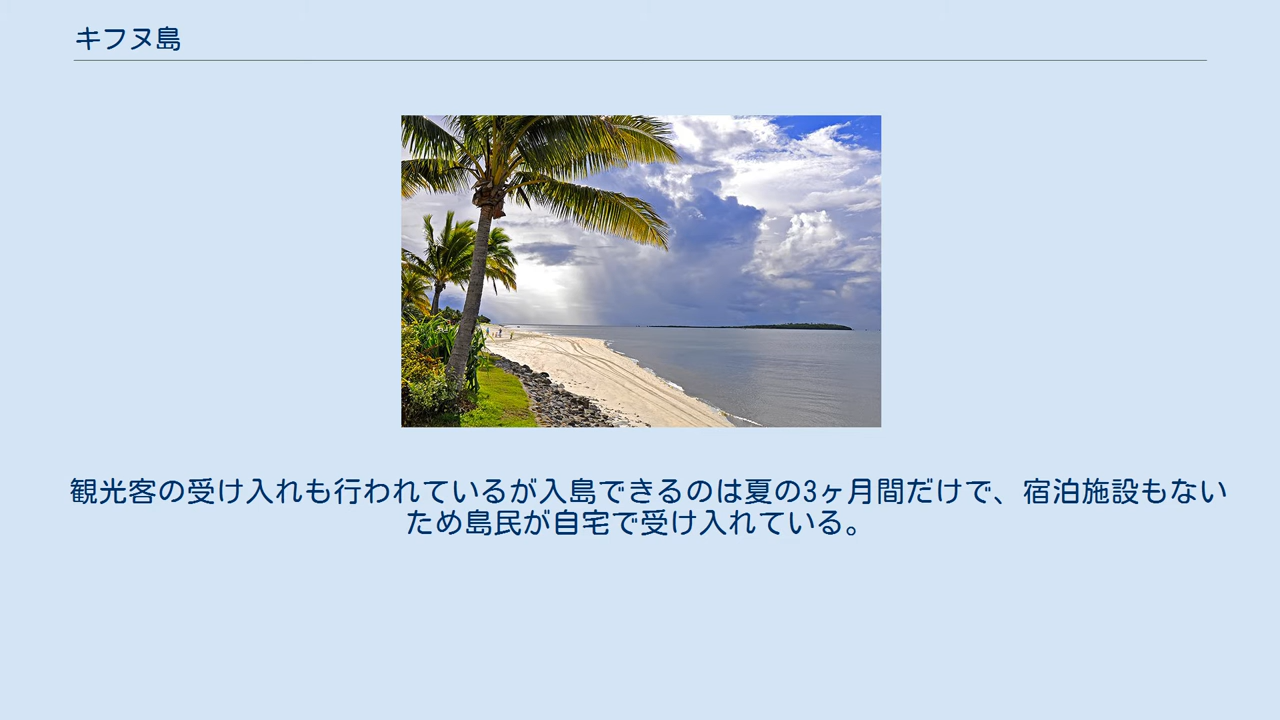 キフヌ島
観光客の受け入れも行われているが入島できるのは夏の3ヶ月間だけで、宿泊施設もない
ため島民が自宅で受け入れている。